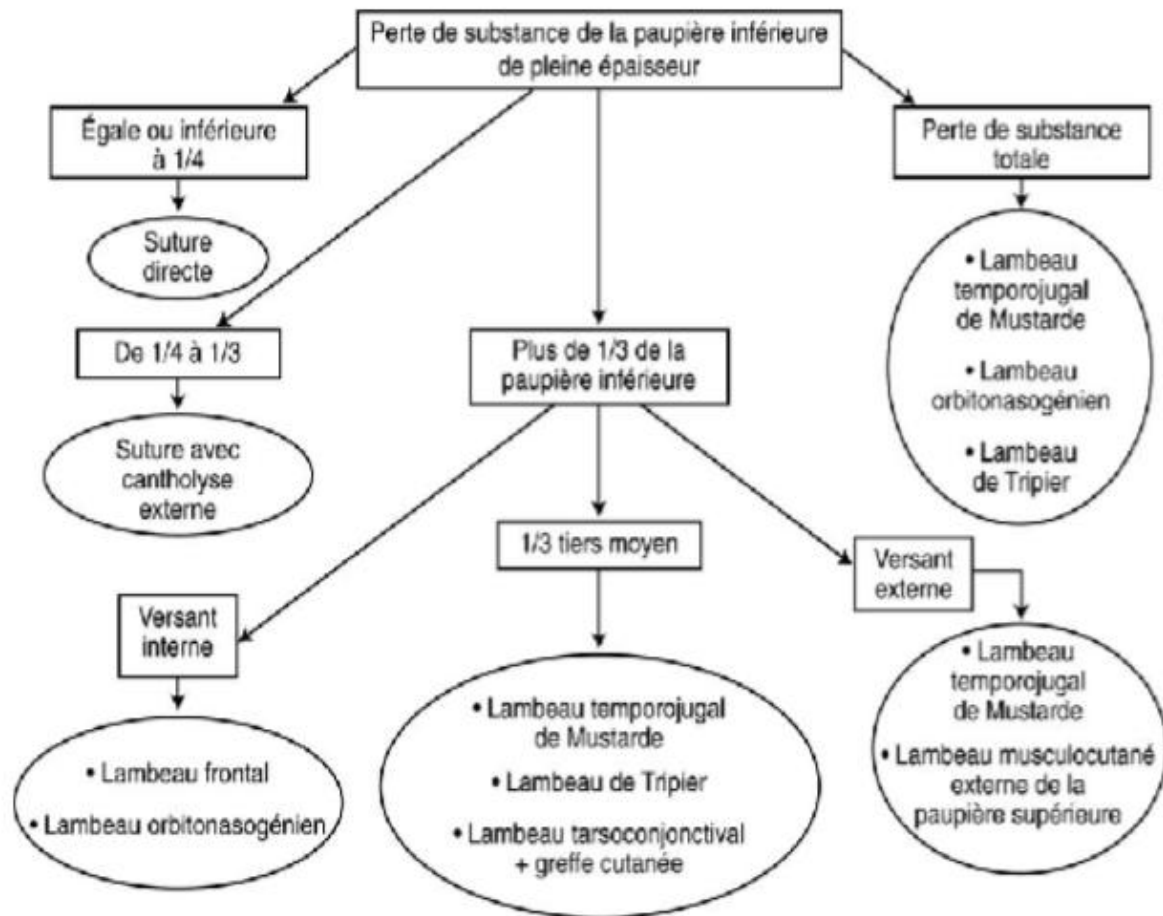 Perte de substance de la paupière inférieure
de pleine épaisseur
Égale ou inférieure
à 1/4
Suture
directe
De 1/4 à 1/3
Suture avec
cantholyse
externe
Plus de 1/3 de la
paupière inférieure
Versant
interne
• Lambeau frontal
• Lambeau orbitonasogénien
1/3 tiers moyen
• Lambeau temporojugal
de Mustarde
• Lambeau de Tripier
• Lambeau tarsoconjonctival
+ greffe cutanée
Versant
externe
• Lambeau
temporojugal
de Mustarde
• Lambeau musculocutané
externe de la
paupière supérieure
Perte de substance
totale
• Lambeau
temporojugal
de Mustarde
• Lambeau
orbitonasogénien
• Lambeau
de Tripier